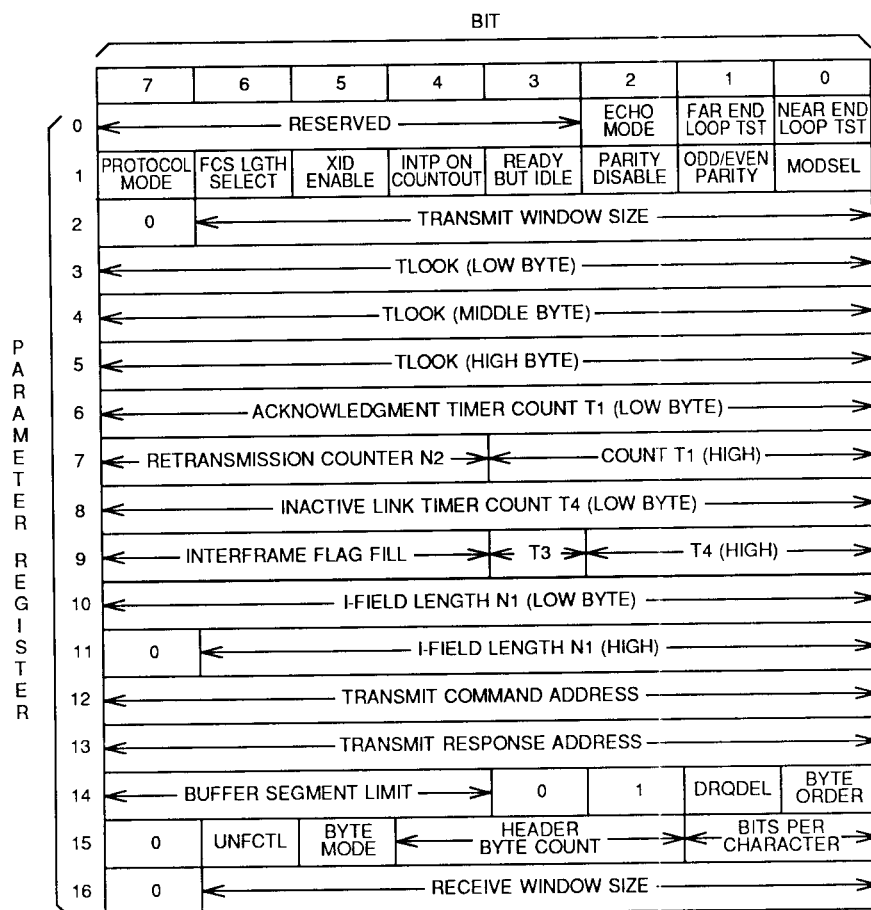 BIT
7 6 5 4 3 2 1 0
0 RESERVED ECHO MODE FAR END LOOP TST NEAR END LOOP TST
1 PROTOCOL MODE FCS LGTH SELECT XID ENABLE INTP ON COUNTOUT READY BUT IDLE PARITY DISABLE ODD/EVEN PARITY MODSEL
2 0 TRANSMIT WINDOW SIZE
3 TLOOK (LOW BYTE)
4 TLOOK (MIDDLE BYTE)
5 TLOOK (HIGH BYTE)
6 ACKNOWLEDGMENT TIMER COUNT T1 (LOW BYTE)
7 RETRANSMISSION COUNTER N2 COUNT T1 (HIGH)
8 INACTIVE LINK TIMER COUNT T4 (LOW BYTE)
9 INTERFRAME FLAG FILL T3 T4 (HIGH)
10 I-FIELD LENGTH N1 (LOW BYTE)
11 0 I-FIELD LENGTH N1 (HIGH)
12 TRANSMIT COMMAND ADDRESS
13 TRANSMIT RESPONSE ADDRESS
14 BUFFER SEGMENT LIMIT 0 1 DRQDEL BYTE ORDER
15 0 UNFCTL BYTE MODE HEADER BYTE COUNT BITS PER CHARACTER
16 0 RECEIVE WINDOW SIZE
PARAMETER REGISTER